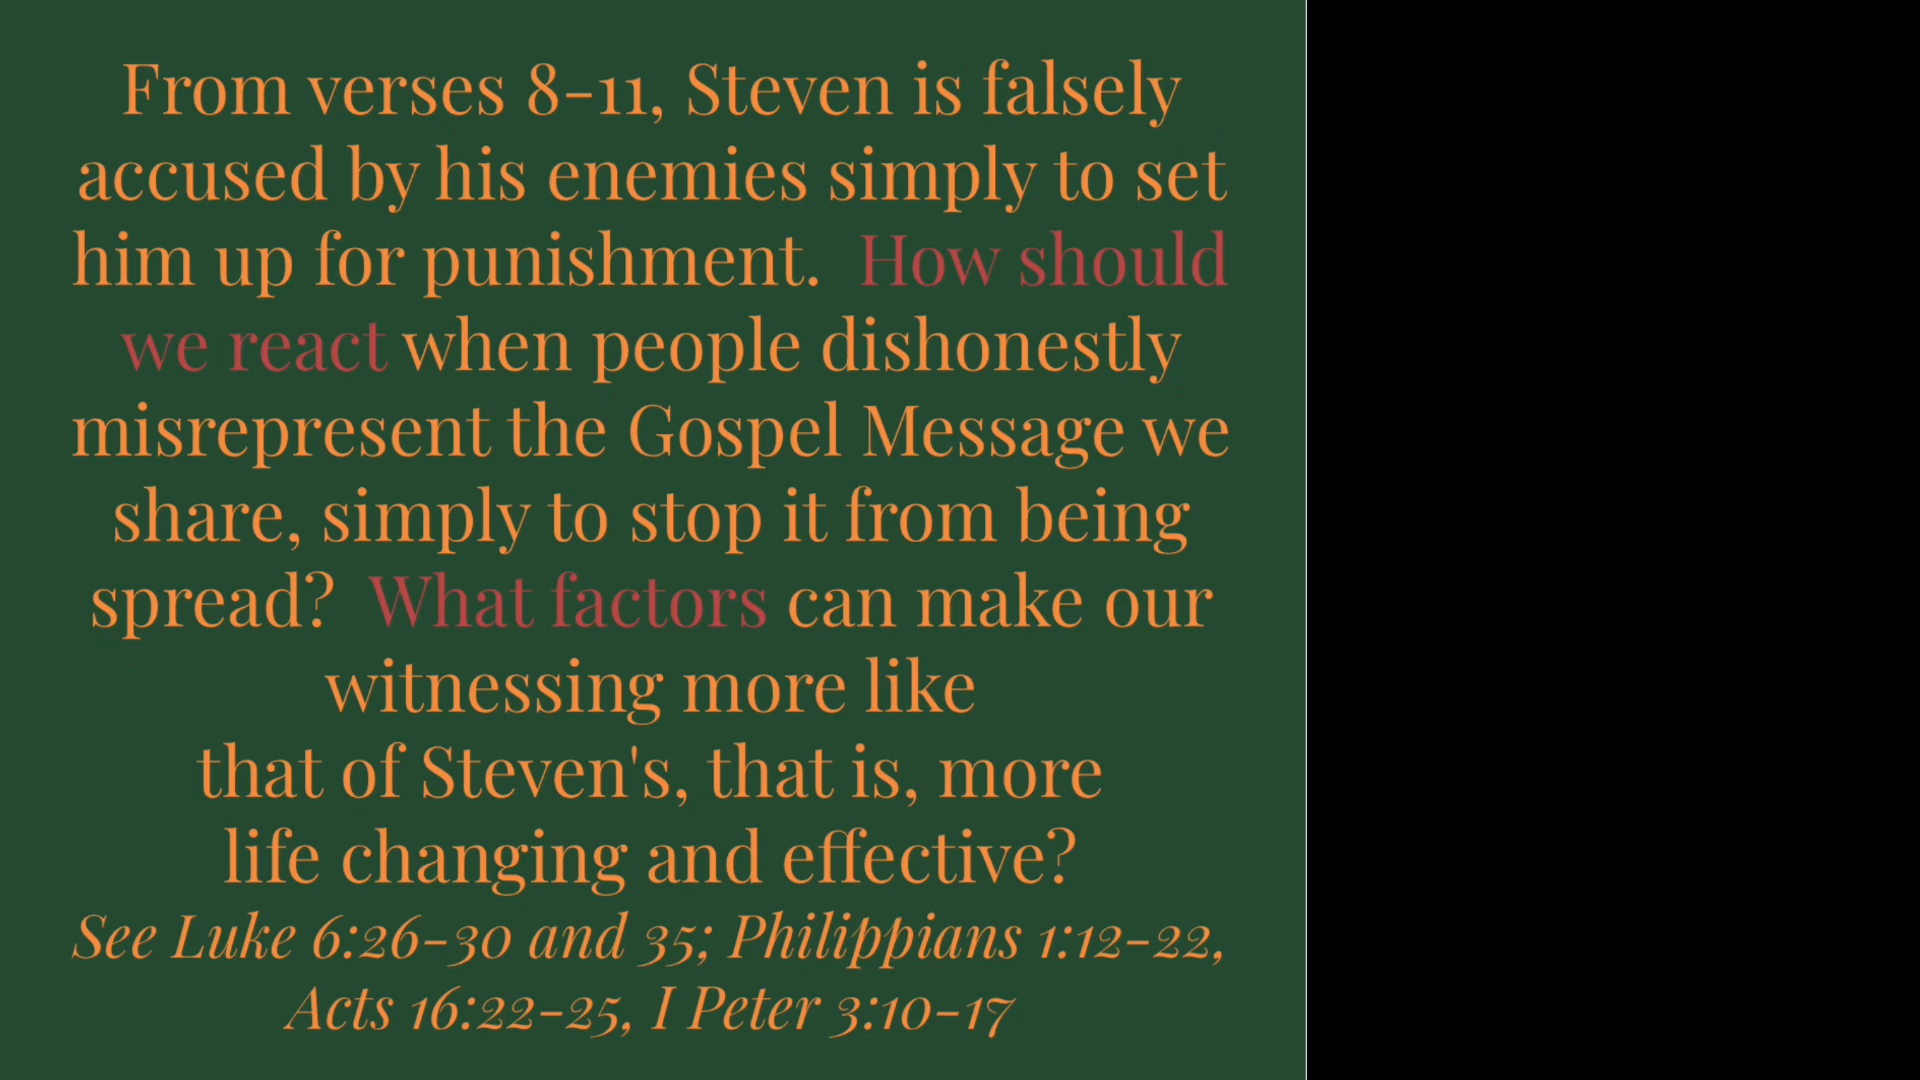 From verses 8-11, Steven is falsely
accused by his enemies simply to set
him up for punishment. How should
we react when people dishonestly
misrepresent the Gospel Message we
share, simply to stop it from being
spread? What factors can make our
witnessing more like
that of Steven's, that is, more
life changing and effective?
See Luke 6:26-30 and 35; Philippians 1:12-22,
Acts 16:22-25, I Peter 3:10-17